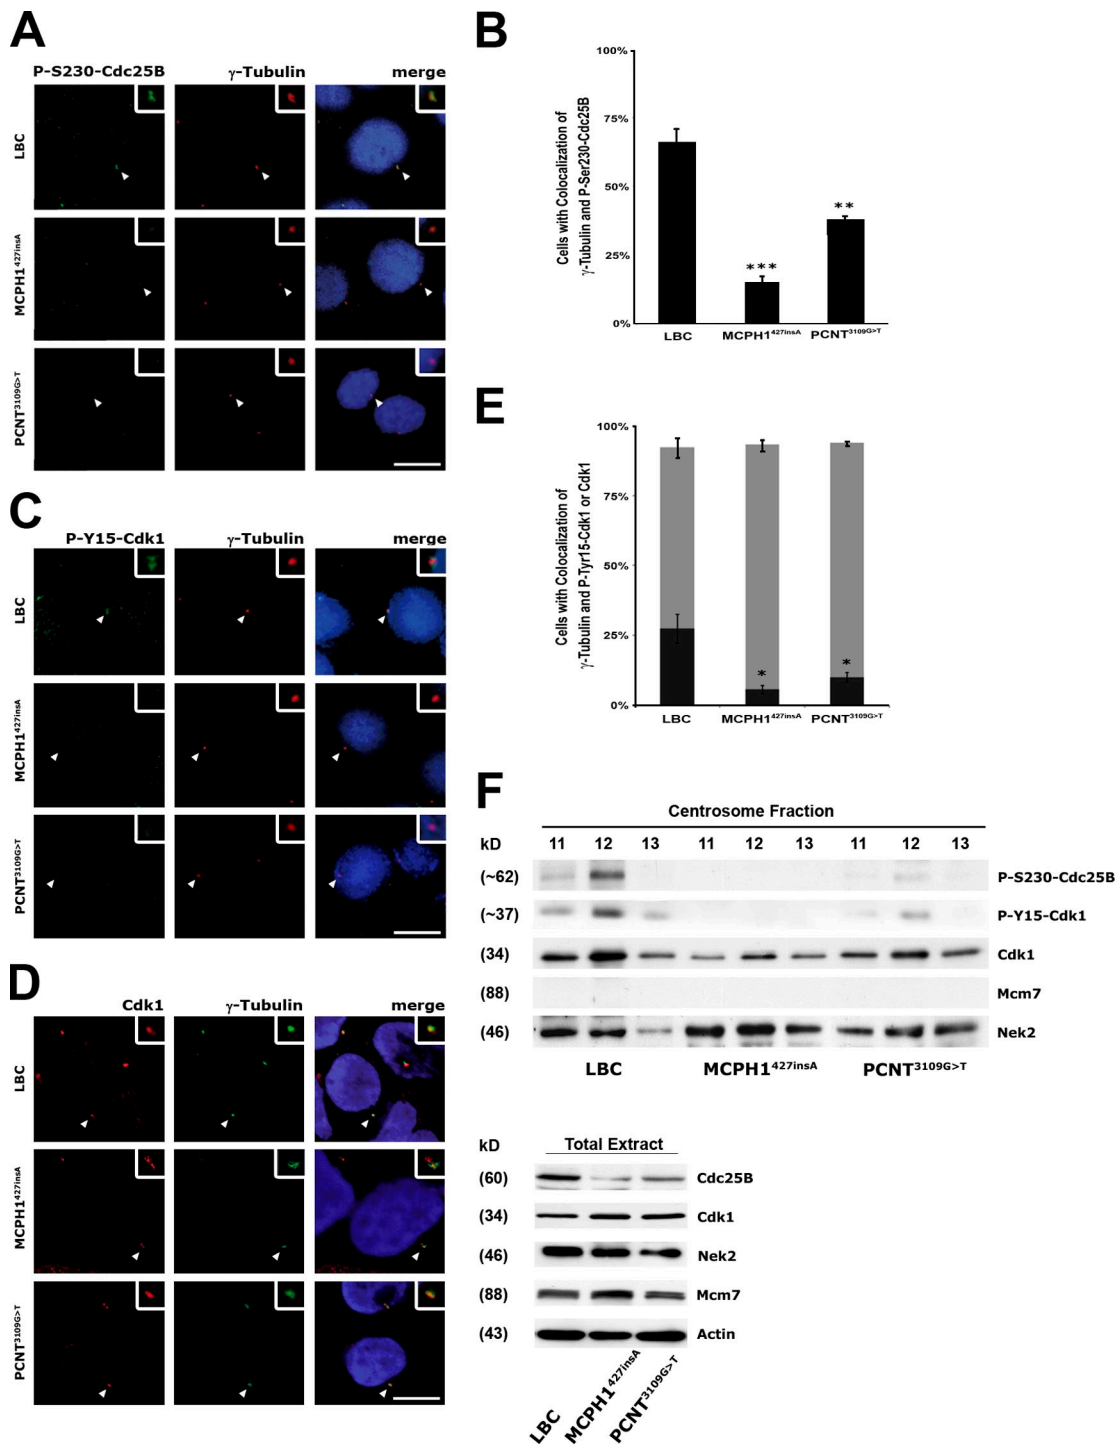 A
P-S230-Cdc25B γ-Tubulin merge
LBC
MCPH1427insA
PCNT3109G>T
B
Cells with Colocalization of
γ-Tubulin and P-Ser230-Cdc25B
100%
75%
50%
25%
0%
***
**
LBC MCPH1427insA PCNT3109G>T
C
P-Y15-Cdk1 γ-Tubulin merge
LBC
MCPH1427insA
PCNT3109G>T
D
Cdk1 γ-Tubulin merge
LBC
MCPH1427insA
PCNT3109G>T
E
Cells with Colocalization of
γ-Tubulin and P-Tyr15-Cdk1 or Cdk1
100%
75%
50%
25%
0%
*
*
LBC MCPH1427insA PCNT3109G>T
F
Centrosome Fraction
kD 11 12 13 11 12 13 11 12 13
(~62) P-S230-Cdc25B
(~37) P-Y15-Cdk1
(34) Cdk1
(88) Mcm7
(46) Nek2
LBC MCPH1427insA PCNT3109G>T
kD Total Extract
(60) Cdc25B
(34) Cdk1
(46) Nek2
(88) Mcm7
(43) Actin
LBC
MCPH1427insA
PCNT3109G>T